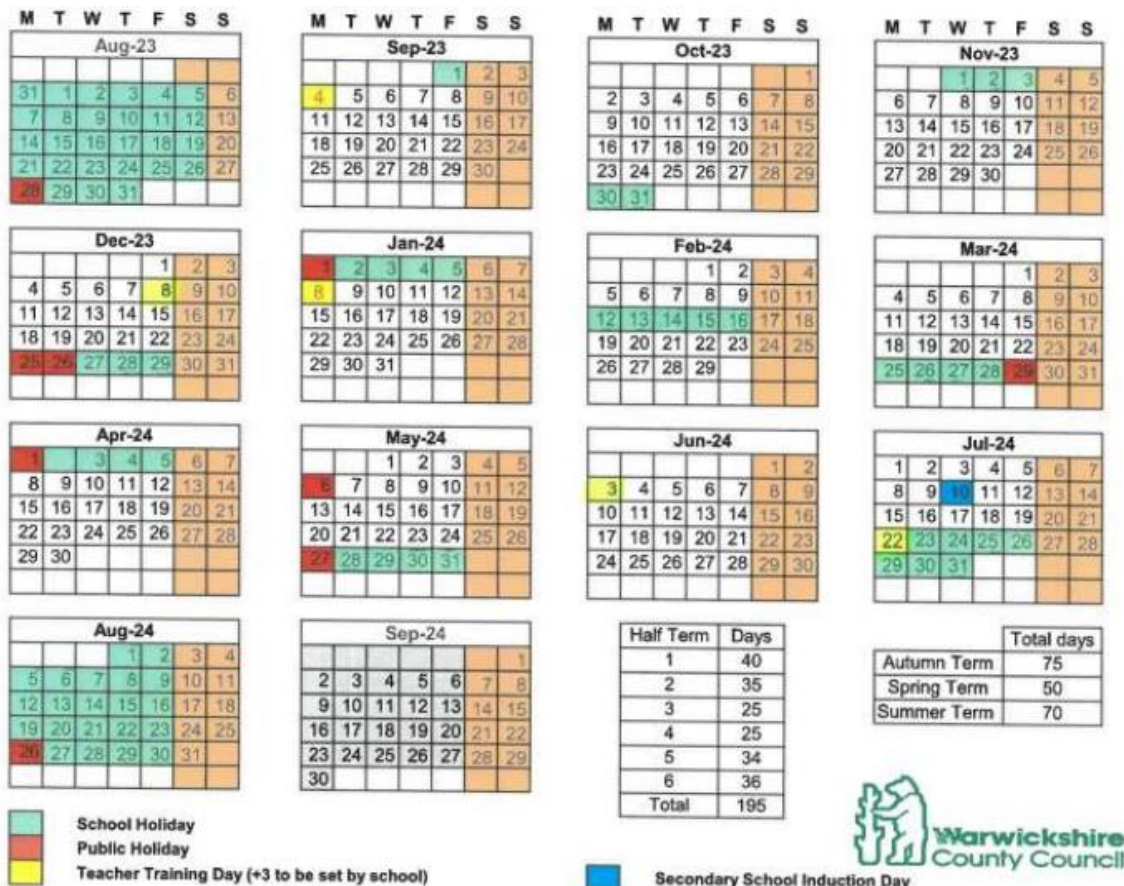 M T W T F S S
Aug-23
31 1 2 3 4 5 6
7 8 9 10 11 12 13
14 15 16 17 18 19 20
21 22 23 24 25 26 27
28 29 30 31
M T W T F S S
Sep-23
1 2 3
4 5 6 7 8 9 10
11 12 13 14 15 16 17
18 19 20 21 22 23 24
25 26 27 28 29 30
M T W T F S S
Oct-23
1
2 3 4 5 6 7 8
9 10 11 12 13 14 15
16 17 18 19 20 21 22
23 24 25 26 27 28 29
30 31
M T W T F S S
Nov-23
1 2 3 4 5
6 7 8 9 10 11 12
13 14 15 16 17 18 19
20 21 22 23 24 25 26
27 28 29 30
Dec-23
1 2 3
4 5 6 7 8 9 10
11 12 13 14 15 16 17
18 19 20 21 22 23 24
25 26 27 28 29 30 31
Jan-24
1 2 3 4 5 6 7
8 9 10 11 12 13 14
15 16 17 18 19 20 21
22 23 24 25 26 27 28
29 30 31
Feb-24
1 2 3 4
5 6 7 8 9 10 11
12 13 14 15 16 17 18
19 20 21 22 23 24 25
26 27 28 29
Mar-24
1 2 3
4 5 6 7 8 9 10
11 12 13 14 15 16 17
18 19 20 21 22 23 24
25 26 27 28 29 30 31
Apr-24
1 3 4 5 6 7
8 9 10 11 12 13 14
15 16 17 18 19 20 21
22 23 24 25 26 27 28
29 30
May-24
1 2 3 4 5
6 7 8 9 10 11 12
13 14 15 16 17 18 19
20 21 22 23 24 25 26
27 28 29 30 31
Jun-24
1 2
3 4 5 6 7 8 9
10 11 12 13 14 15 16
17 18 19 20 21 22 23
24 25 26 27 28 29 30
Jul-24
1 2 3 4 5 6 7
8 9 10 11 12 13 14
15 16 17 18 19 20 21
22 23 24 25 26 27 28
29 30 31
Aug-24
1 2 3 4
5 6 7 8 9 10 11
12 13 14 15 16 17 18
19 20 21 22 23 24 25
26 27 28 29 30 31
Sep-24
1
2 3 4 5 6 7 8
9 10 11 12 13 14 15
16 17 18 19 20 21 22
23 24 25 26 27 28 29
30
Half Term Days
1 40
2 35
3 25
4 25
5 34
6 36
Total 195
Total days
Autumn Term 75
Spring Term 50
Summer Term 70
School Holiday
Public Holiday
Teacher Training Day (+3 to be set by school)
Secondary School Induction Day
Warwickshire
County Council